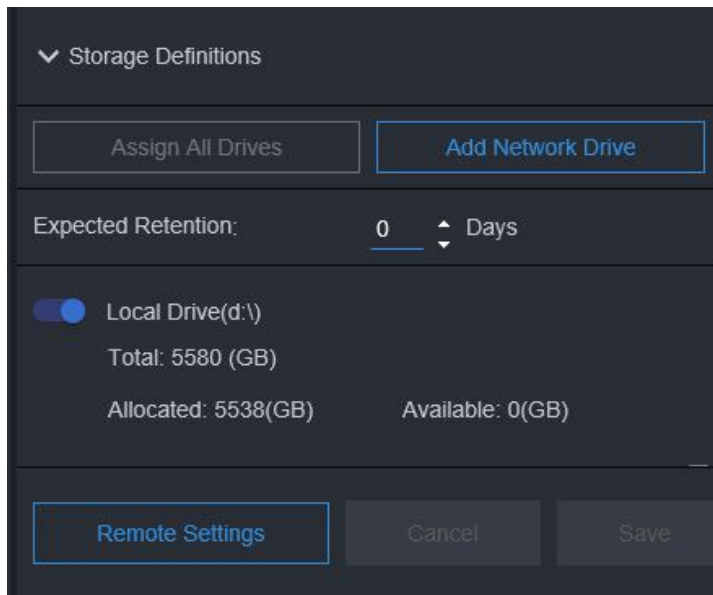 Storage Definitions
Assign All Drives
Add Network Drive
Expected Retention: 0 Days
Local Drive(d:\)
Total: 5580 (GB)
Allocated: 5538(GB) Available: 0(GB)
Remote Settings
Cancel
Save